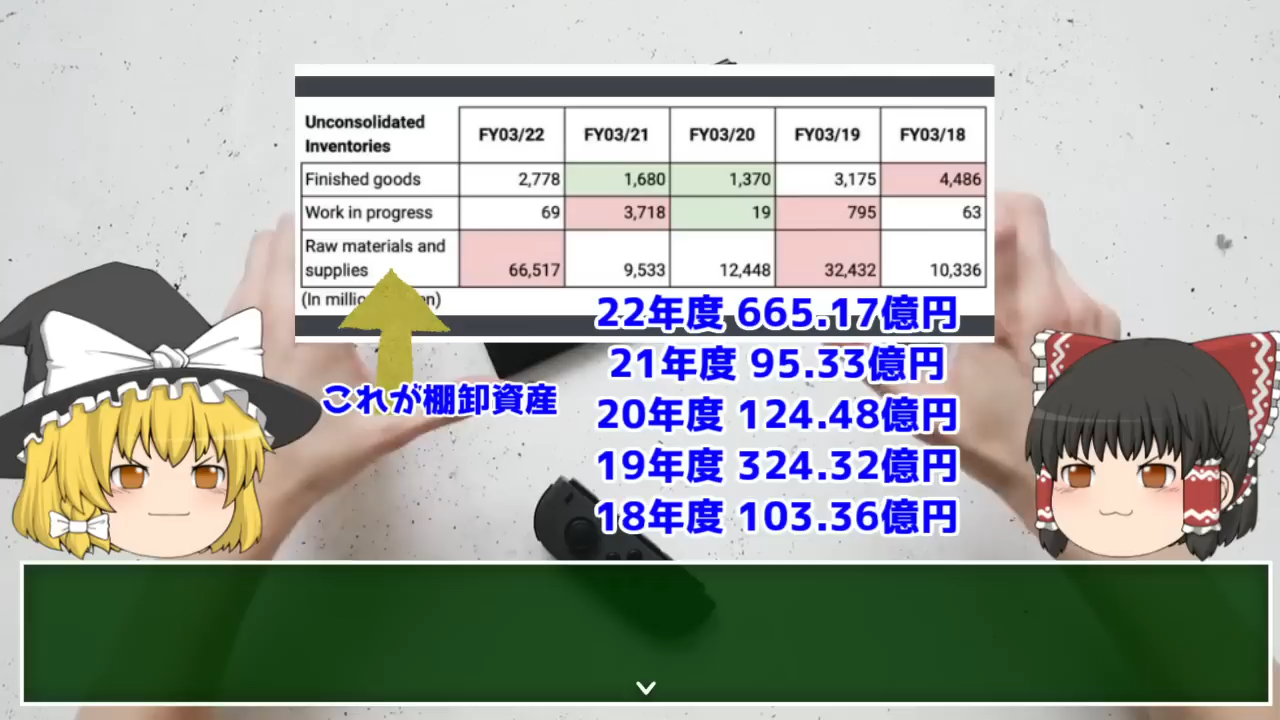 Unconsolidated Inventories FY03/22 FY03/21 FY03/20 FY03/19 FY03/18
Finished goods 2,778 1,680 1,370 3,175 4,486
Work in progress 69 3,718 19 795 63
Raw materials and supplies 66,517 9,533 12,448 32,432 10,336
(In
これが棚卸資産
22年度 665.17億円
21年度 95.33億円
20年度 124.48億円
19年度 324.32億円
18年度 103.36億円